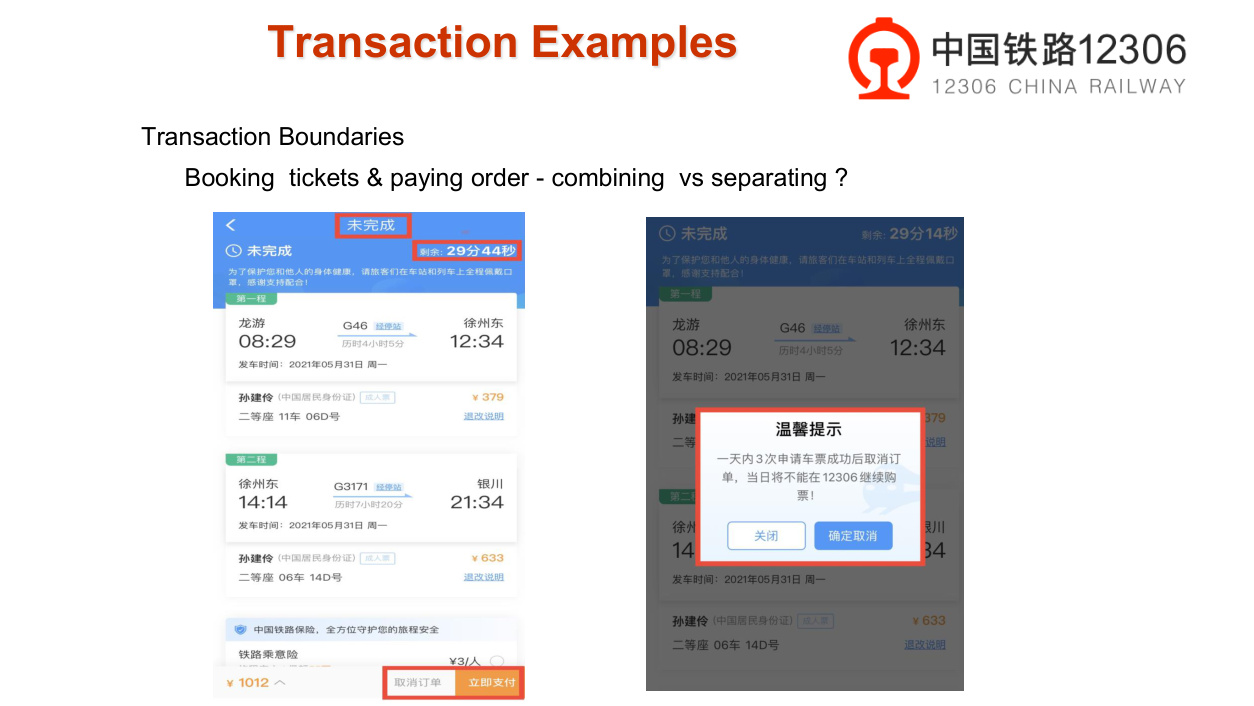 Transaction Examples
中国铁路12306
12306 CHINA RAILWAY
Transaction Boundaries
Booking tickets & paying order - combining vs separating ?
未完成
未完成
剩余: 29分44秒
为了保护您和他人的身体健康，请旅客们在车站和列车上全程佩戴口
罩，感谢支持配合！
第一程
龙游 G46 经停站 徐州东
08:29 历时4小时5分 12:34
发车时间：2021年05月31日 周一
孙建伶 (中国居民身份证) 成人票 ¥ 379
二等座 11车 06D号 退改说明
第二程
徐州东 G3171 经停站 银川
14:14 历时7小时20分 21:34
发车时间：2021年05月31日 周一
孙建伶 (中国居民身份证) 成人票 ¥ 633
二等座 06车 14D号 退改说明
中国铁路保险，全方位守护您的旅程安全
铁路乘意险
¥3/人
¥ 1012 取消订单 立即支付
未完成 剩余: 29分14秒
为了保护您和他人的身体健康，请旅客们在车站和列车上全程佩戴口
罩，感谢支持配合！
第一程
龙游 G46 经停站 徐州东
08:29 历时4小时5分 12:34
发车时间：2021年05月31日 周一
孙建 379
二等 说明
温馨提示
一天内3次申请车票成功后取消订
单，当日将不能在12306继续购
票！
关闭 确定取消
第二
徐州 银川
14 34
发车时间：2021年05月31日 周一
孙建伶 (中国居民身份证) 成人票 ¥ 633
二等座 06车 14D号 退改说明